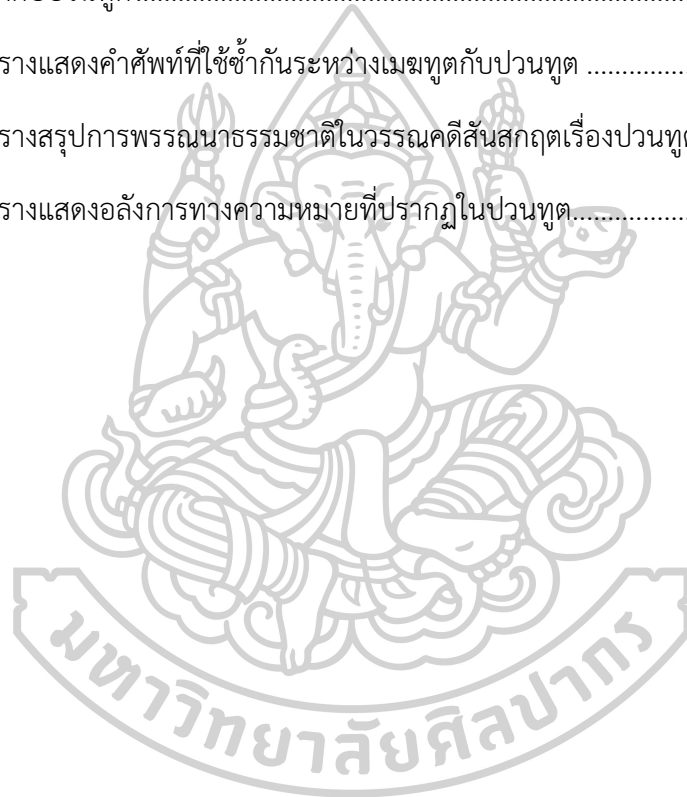 รางแสดงคำศัพท์ที่ใช้ซ้ำกันระหว่างเมฆทูตกับปวนทูต ................
รางสรุปการพรรณนาธรรมชาติในวรรณคดีสันสกฤตเรื่องปวนทูต
รางแสดงอลังการทางความหมายที่ปรากฏในปวนทูต.................
มหาวิทยาลัยศิลปากร